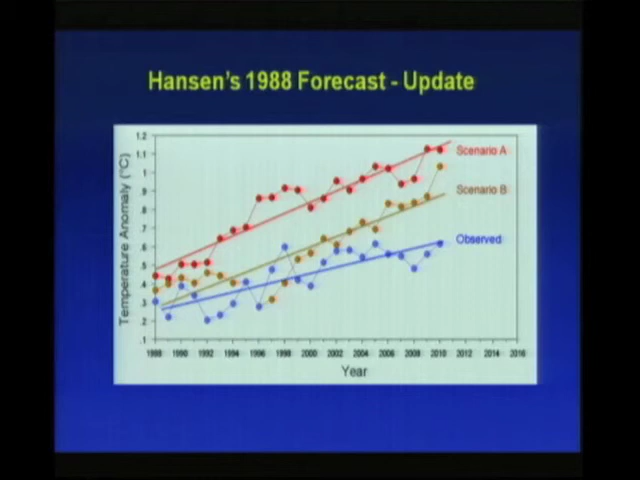 Hansen's 1988 Forecast - Update
Temperature Anomaly (°C)
1.2
1.1
1
.9
.8
.7
.6
.5
.4
.3
.2
.1
Scenario A
Scenario B
Observed
1988 1990 1992 1994 1996 1998 2000 2002 2004 2006 2008 2010 2012 2014 2016
Year